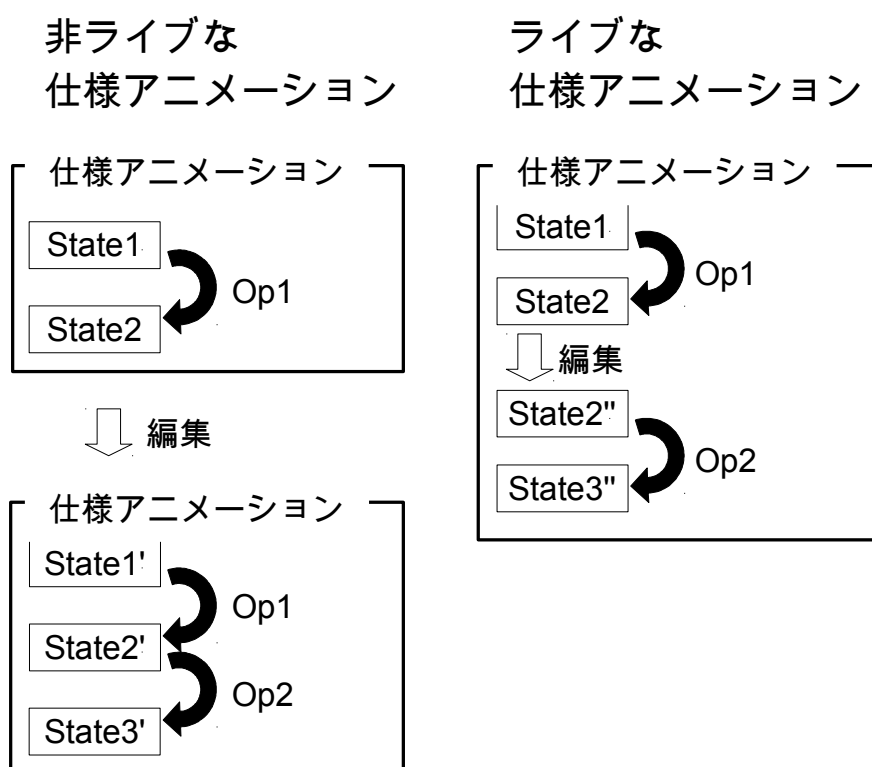 非ライブな
仕様アニメーション
仕様アニメーション
State1
Op1
State2
編集
仕様アニメーション
State1'
Op1
State2'
Op2
State3'
ライブな
仕様アニメーション
仕様アニメーション
State1
Op1
State2
編集
State2"
Op2
State3"